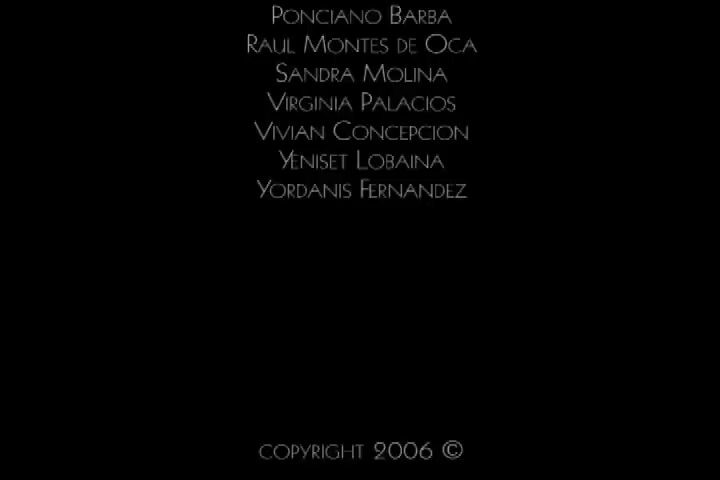 Ponciano Barba
Raul Montes de Oca
Sandra Molina
Virginia Palacios
Vivian Concepcion
Yeniset Lobaina
Yordanis Fernandez
copyright 2006 ©